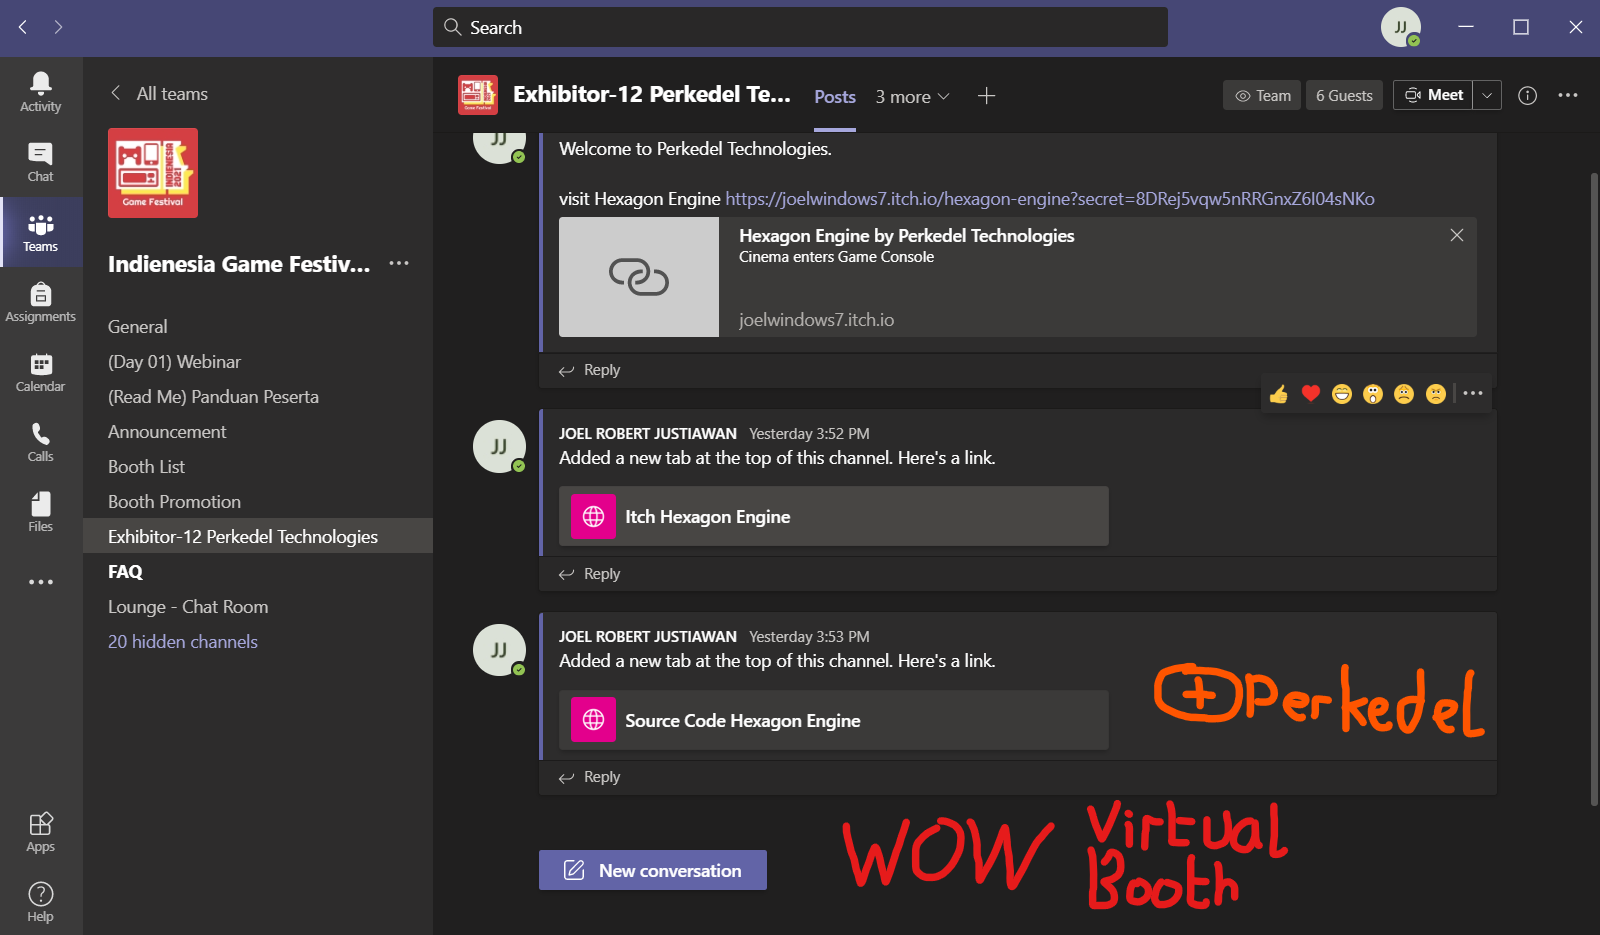 Search
JJ
Activity
Chat
Teams
Assignments
Calendar
Calls
Files
Apps
Help
All teams
INDIENESIA
2021
Game Festival
Indienesia Game Festiv...
General
(Day 01) Webinar
(Read Me) Panduan Peserta
Announcement
Booth List
Booth Promotion
Exhibitor-12 Perkedel Technologies
FAQ
Lounge - Chat Room
20 hidden channels
Exhibitor-12 Perkedel Te...
Posts
3 more
Team
6 Guests
Meet
JJ
Welcome to Perkedel Technologies.
visit Hexagon Engine https://joelwindows7.itch.io/hexagon-engine?secret=8DRej5vqw5nRRGnxZ6I04sNKo
Hexagon Engine by Perkedel Technologies
Cinema enters Game Console
joelwindows7.itch.io
Reply
JJ
JOEL ROBERT JUSTIAWAN Yesterday 3:52 PM
Added a new tab at the top of this channel. Here's a link.
Itch Hexagon Engine
Reply
JJ
JOEL ROBERT JUSTIAWAN Yesterday 3:53 PM
Added a new tab at the top of this channel. Here's a link.
Source Code Hexagon Engine
+ Perkedel
Reply
New conversation
WOW Virtual
Booth